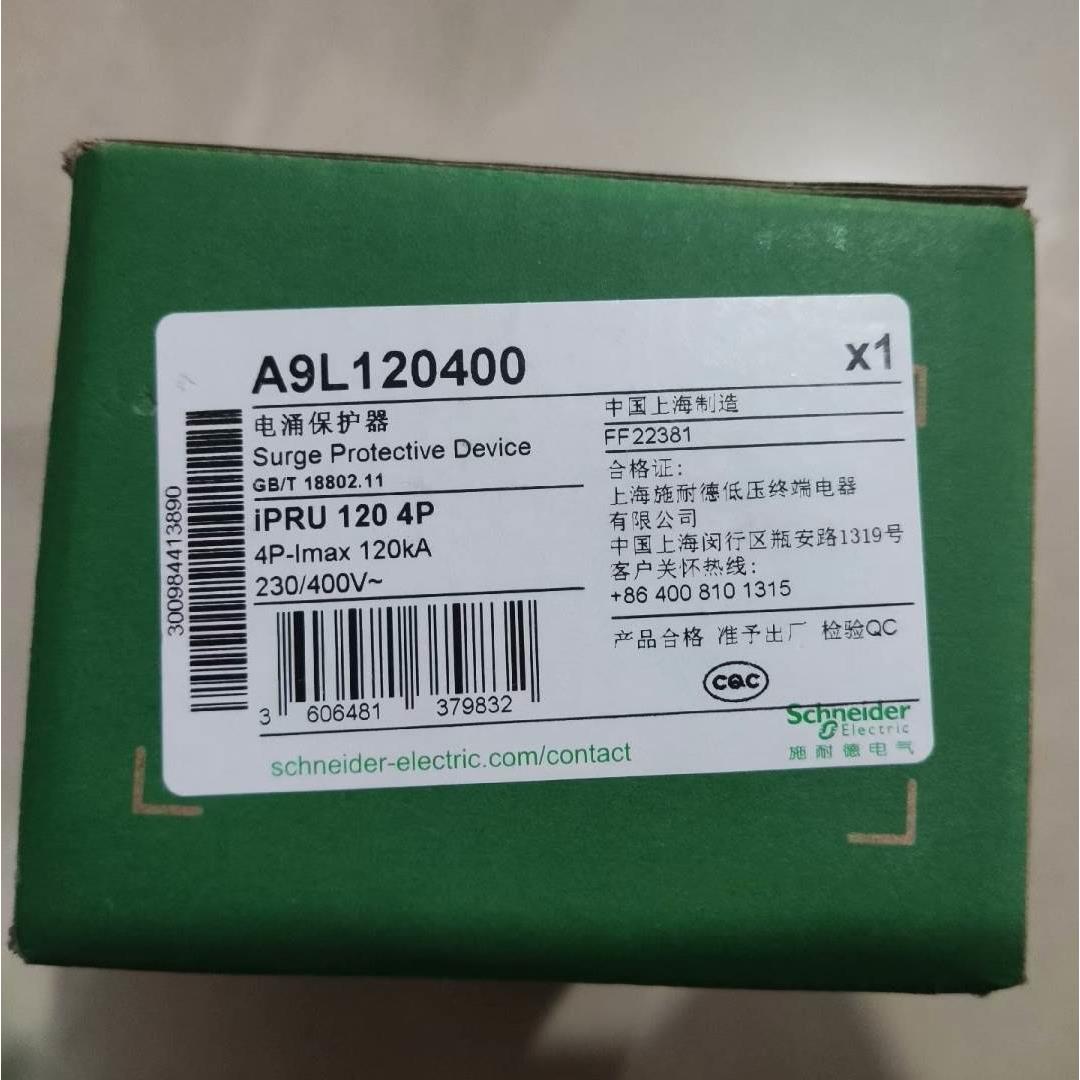 A9L120400
x1
电涌保护器
Surge Protective Device
GB/T 18802.11
iPRU 120 4P
4P-Imax 120kA
230/400V~
3 606481 379832
300984413890
中国上海制造
FF22381
合格证:
上海施耐德低压终端电器
有限公司
中国上海闵行区瓶安路1319号
客户关怀热线:
+86 400 810 1315
产品合格 准予出厂 检验QC
CQC
schneider-electric.com/contact
Schneider
Electric
施耐德电气